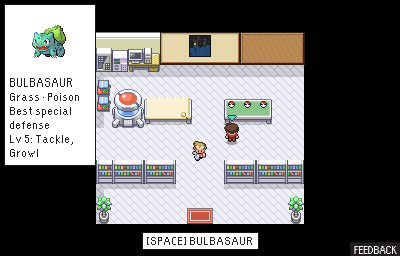 BULBASAUR
Grass · Poison
Best special
defense
Lv 5: Tackle,
Growl
[SPACE] BULBASAUR
FEEDBACK